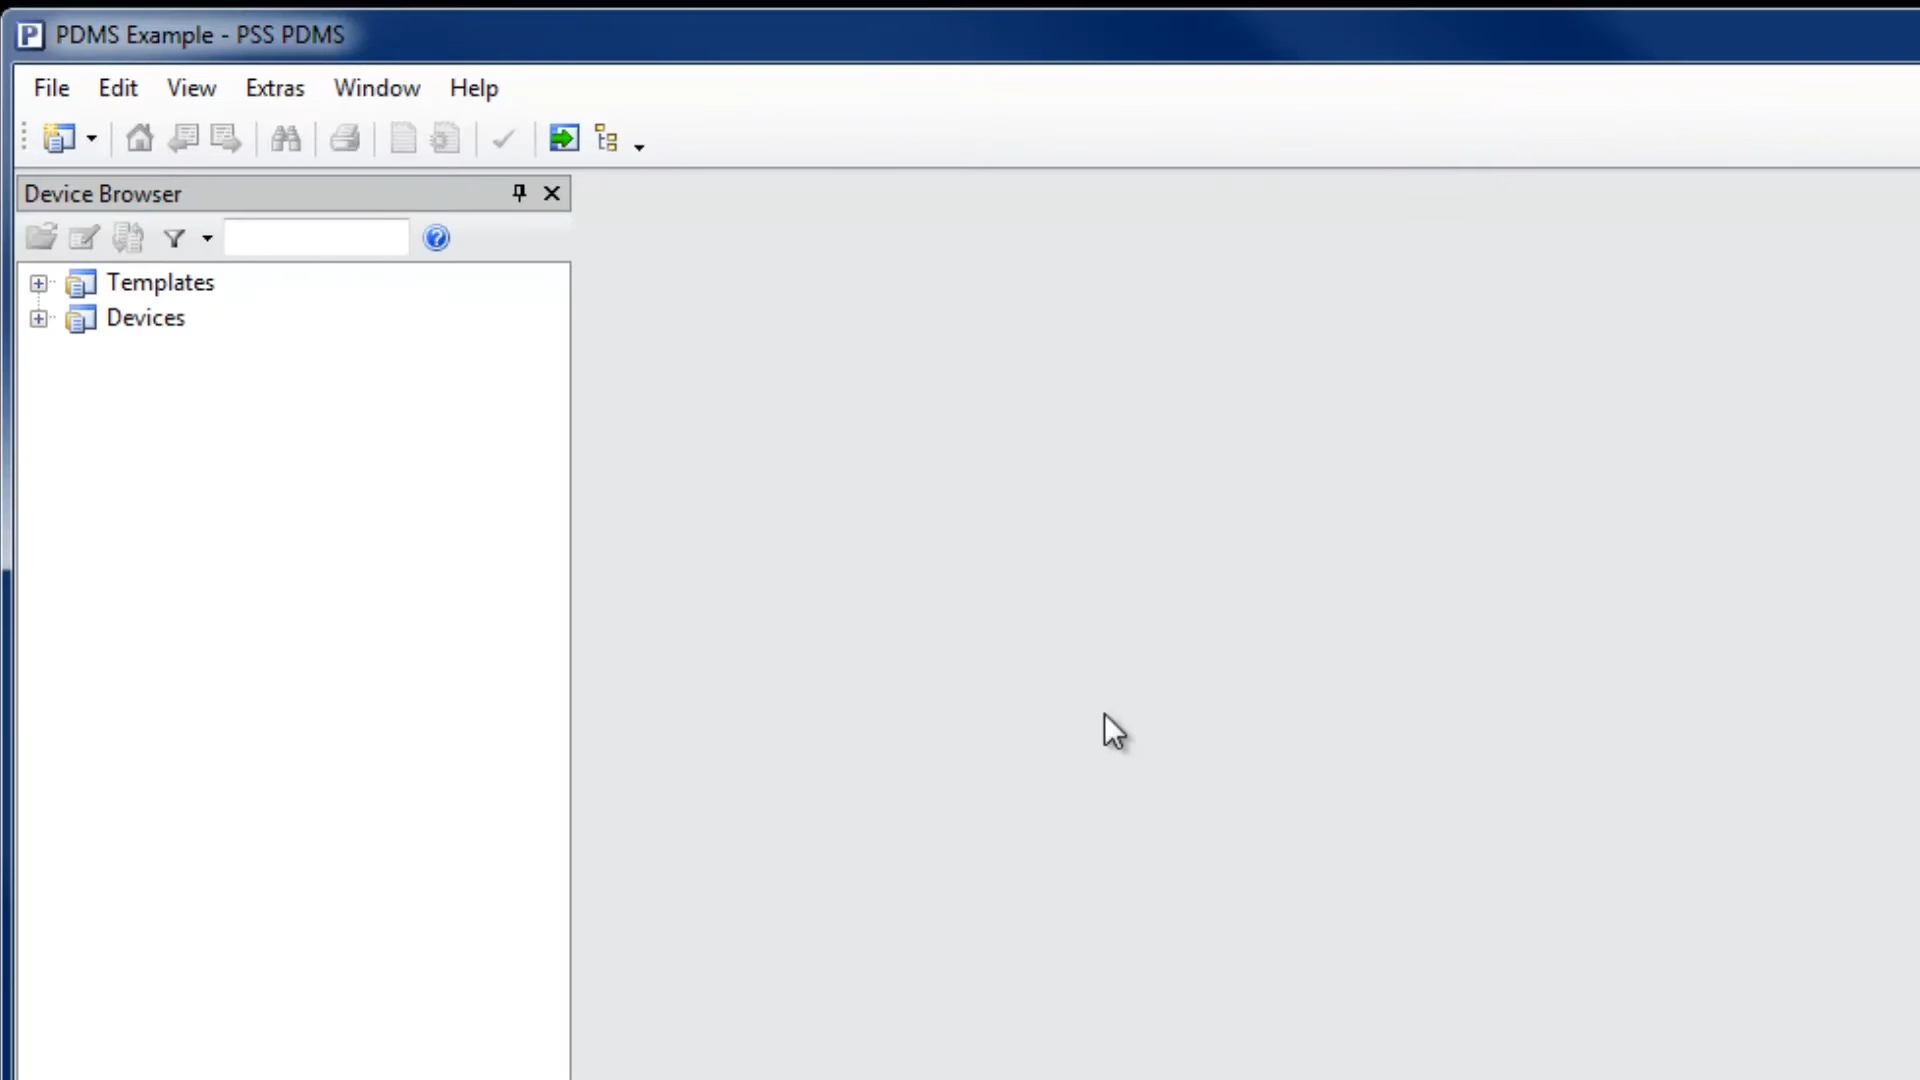 PDMS Example - PSS PDMS
File Edit View Extras Window Help
Device Browser
Templates
Devices